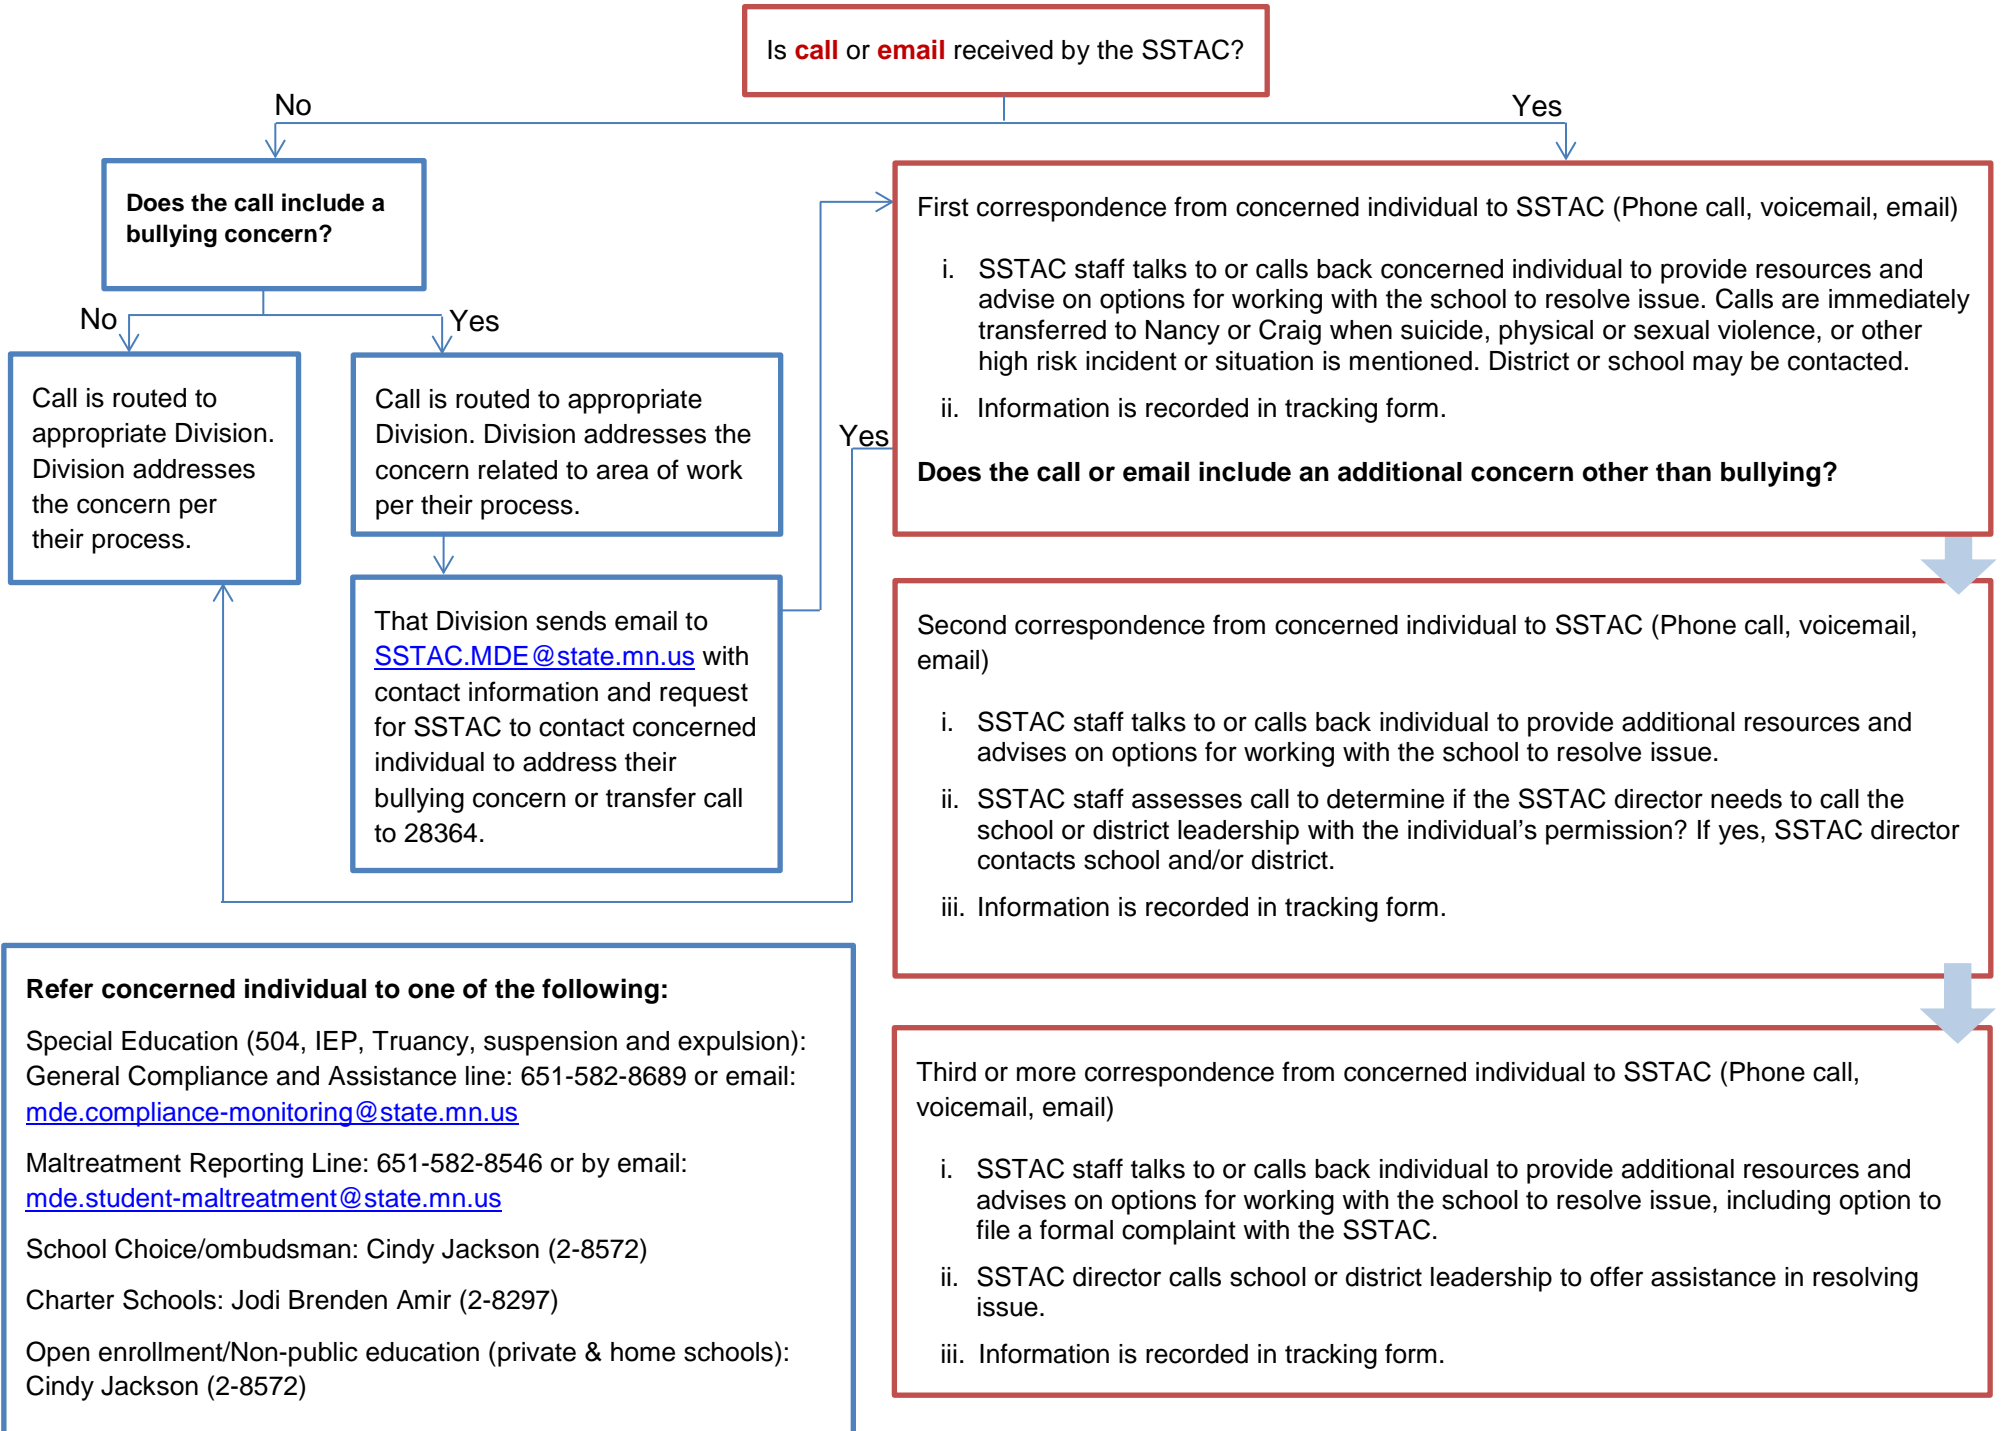 Is call or email received by the SSTAC?
No
Yes
Does the call include a
bullying concern?
No
Yes
Call is routed to
appropriate Division.
Division addresses
the concern per
their process.
Call is routed to appropriate
Division. Division addresses the
concern related to area of work
per their process.
That Division sends email to
SSTAC.MDE@state.mn.us with
contact information and request
for SSTAC to contact concerned
individual to address their
bullying concern or transfer call
to 28364.
First correspondence from concerned individual to SSTAC (Phone call, voicemail, email)
i. SSTAC staff talks to or calls back concerned individual to provide resources and
advise on options for working with the school to resolve issue. Calls are immediately
transferred to Nancy or Craig when suicide, physical or sexual violence, or other
high risk incident or situation is mentioned. District or school may be contacted.
ii. Information is recorded in tracking form.
Yes
Does the call or email include an additional concern other than bullying?
Second correspondence from concerned individual to SSTAC (Phone call, voicemail,
email)
i. SSTAC staff talks to or calls back individual to provide additional resources and
advises on options for working with the school to resolve issue.
ii. SSTAC staff assesses call to determine if the SSTAC director needs to call the
school or district leadership with the individual’s permission? If yes, SSTAC director
contacts school and/or district.
iii. Information is recorded in tracking form.
Third or more correspondence from concerned individual to SSTAC (Phone call,
voicemail, email)
i. SSTAC staff talks to or calls back individual to provide additional resources and
advises on options for working with the school to resolve issue, including option to
file a formal complaint with the SSTAC.
ii. SSTAC director calls school or district leadership to offer assistance in resolving
issue.
iii. Information is recorded in tracking form.
Refer concerned individual to one of the following:
Special Education (504, IEP, Truancy, suspension and expulsion):
General Compliance and Assistance line: 651-582-8689 or email:
mde.compliance-monitoring@state.mn.us
Maltreatment Reporting Line: 651-582-8546 or by email:
mde.student-maltreatment@state.mn.us
School Choice/ombudsman: Cindy Jackson (2-8572)
Charter Schools: Jodi Brenden Amir (2-8297)
Open enrollment/Non-public education (private & home schools):
Cindy Jackson (2-8572)